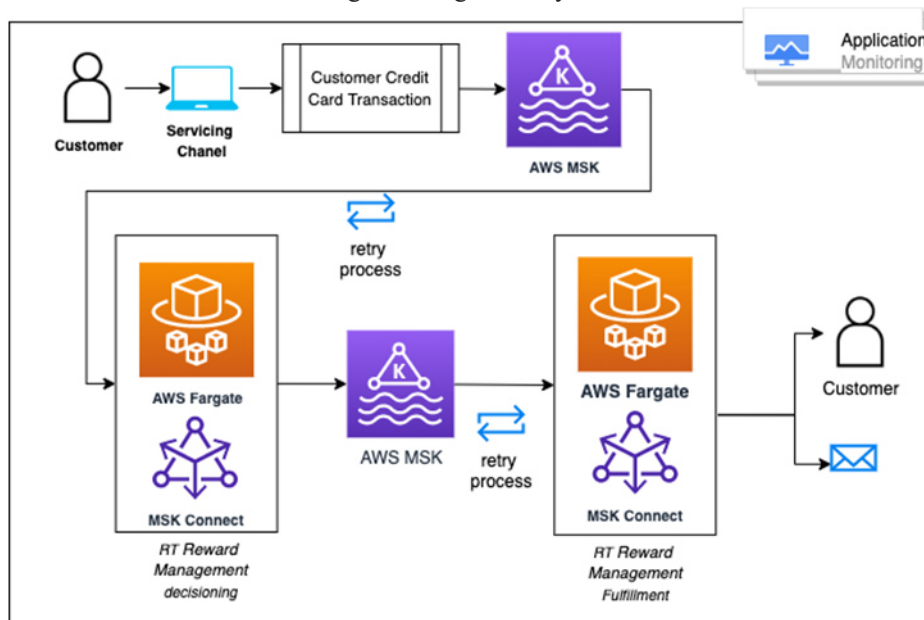 Application
Monitoring
Customer Credit
Card Transaction
K
Customer
Servicing
Chanel
AWS MSK
retry
process
AWS Fargate
MSK Connect
RT Reward
Management
decisioning
K
AWS MSK
retry
process
AWS Fargate
MSK Connect
RT Reward
Management
Fulfillment
Customer